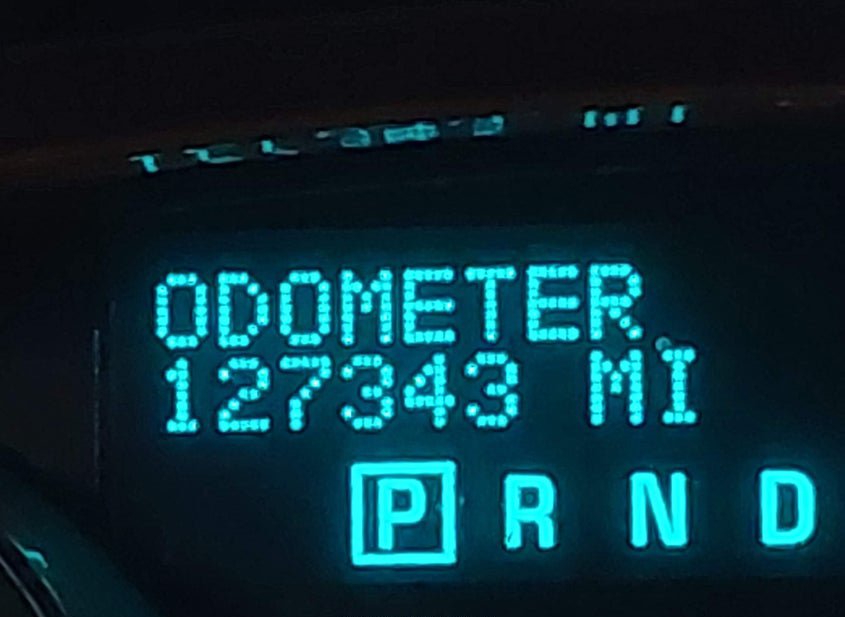 ODOMETER
127343 MI
P R N D